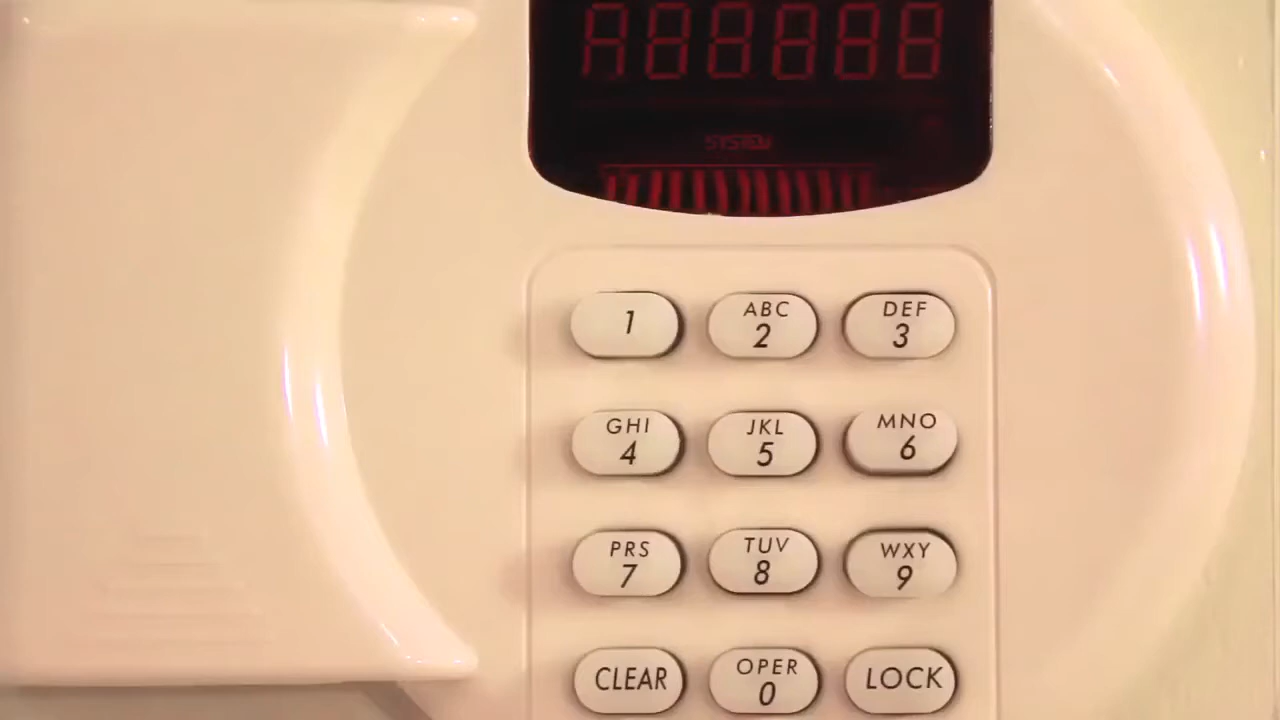 SYSTEM
1
ABC DEF
2 3
GHI JKL MNO
4 5 6
PRS TUV WXY
7 8 9
CLEAR OPER LOCK
0